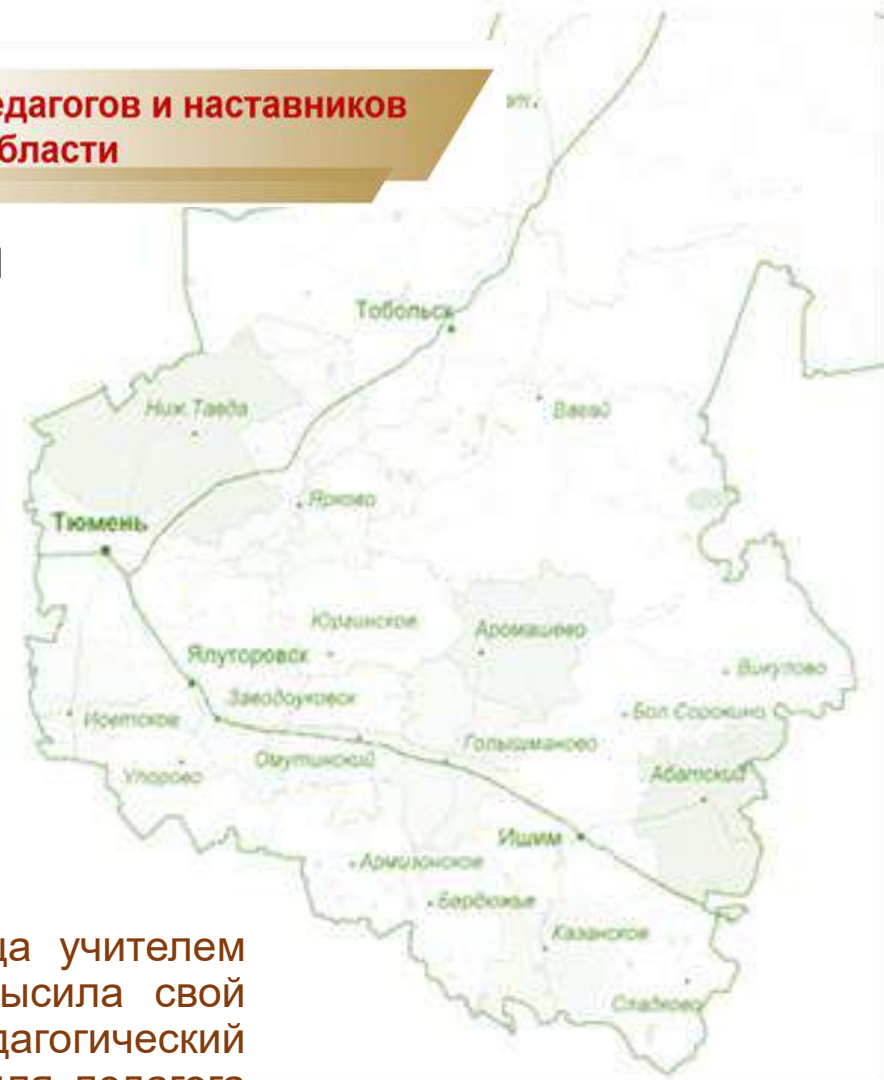 едагогов и наставников
бласти
Тобольск
Ниж.Тавда
Вагай
Ярково
Тюмень
Юргинское
Аромашево
Ялуторовск
Викулово
Заводоуковск
Бол Сорокино
Исетское
Голышманово
Омутинский
Упорово
Абатский
Ишим
Армизонское
Бердюжье
Казанское
Сладково
ца учителем
ысила свой
дагогический